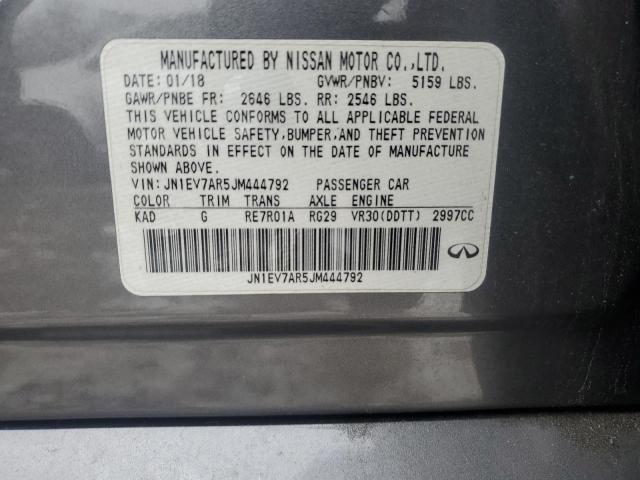 MANUFACTURED BY NISSAN MOTOR CO.,LTD.
DATE: 01/18 GVWR/PNBV: 5159 LBS.
GAWR/PNBE FR: 2646 LBS. RR: 2546 LBS.
THIS VEHICLE CONFORMS TO ALL APPLICABLE FEDERAL
MOTOR VEHICLE SAFETY,BUMPER,AND THEFT PREVENTION
STANDARDS IN EFFECT ON THE DATE OF MANUFACTURE
SHOWN ABOVE.
VIN: JN1EV7AR5JM444792 PASSENGER CAR
COLOR TRIM TRANS AXLE ENGINE
KAD G RE7R01A RG29 VR30(DDTT) 2997CC
JN1EV7AR5JM444792